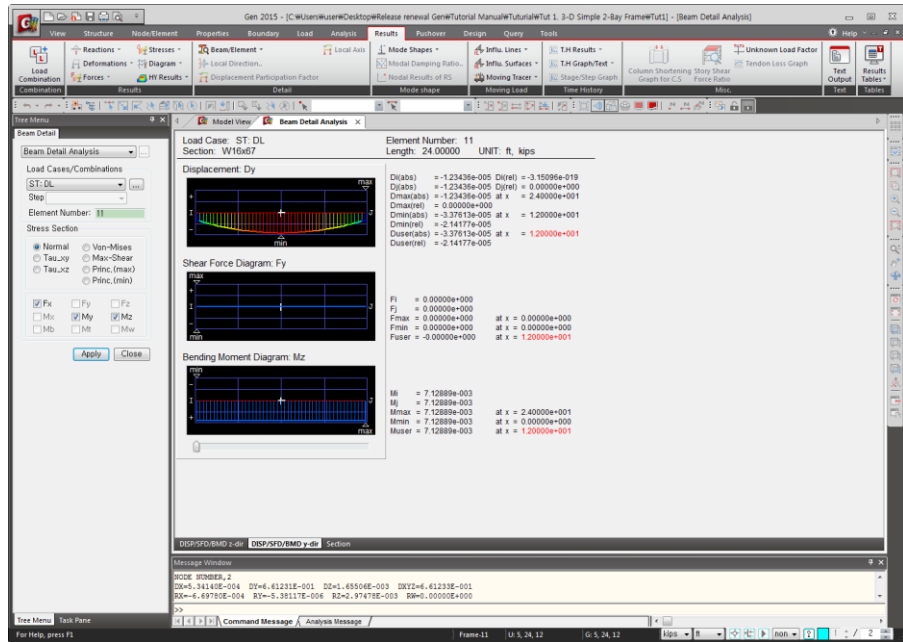 Gen 2015 - [C:₩Users₩user₩Desktop₩Release renewal Gen₩Tutorial Manual₩Tuturial₩Tut 1. 3-D Simple 2-Bay Frame₩Tut1] - [Beam Detail Analysis]
View Structure Node/Element Properties Boundary Load Analysis Results Pushover Design Query Tools Help
Load Combination
Reactions
Deformations
Forces
Stresses
Diagram
HY Results
Beam/Element
Local Direction..
Displacement Participation Factor
Local Axis
Mode Shapes
Modal Damping Ratio..
Nodal Results of RS
Influ. Lines
Influ. Surfaces
Moving Tracer
T.H Results
T.H Graph/Text
Stage/Step Graph
Column Shortening Graph for C.S
Story Shear Force Ratio
Unknown Load Factor
Tendon Loss Graph
Text Output
Results Tables
Combination Results Detail Mode shape Moving Load Time History Misc. Text Tables
Tree Menu
Beam Detail
Beam Detail Analysis
Load Cases/Combinations
ST: DL
Step
Element Number: 11
Stress Section
Normal Von-Mises
Tau_xy Max-Shear
Tau_xz Princ,(max)
Princ,(min)
Fx Fy Fz
Mx My Mz
Mb Mt Mw
Apply Close
Model View Beam Detail Analysis
Load Case: ST: DL Element Number: 11
Section: W16x67 Length: 24.00000 UNIT: ft, kips
Displacement: Dy
max
+
I J
-
min
Di(abs) = -1.23436e-005 Di(rel) = -3.15096e-019
Dj(abs) = -1.23436e-005 Dj(rel) = 0.00000e+000
Dmax(abs) = -1.23436e-005 at x = 2.40000e+001
Dmax(rel) = 0.00000e+000
Dmin(abs) = -3.37613e-005 at x = 1.20000e+001
Dmin(rel) = -2.14177e-005
Duser(abs) = -3.37613e-005 at x = 1.20000e+001
Duser(rel) = -2.14177e-005
Shear Force Diagram: Fy
max
+
I J
-
min
Fi = 0.00000e+000
Fj = 0.00000e+000
Fmax = 0.00000e+000 at x = 0.00000e+000
Fmin = 0.00000e+000 at x = 0.00000e+000
Fuser = -0.00000e+000 at x = 1.20000e+001
Bending Moment Diagram: Mz
min
-
I J
+
max
Mi = 7.12889e-003
Mj = 7.12889e-003
Mmax = 7.12889e-003 at x = 2.40000e+001
Mmin = 7.12889e-003 at x = 0.00000e+000
Muser = 7.12889e-003 at x = 1.20000e+001
DISP/SFD/BMD z-dir DISP/SFD/BMD y-dir Section
Message Window
NODE NUMBER,2
DX=5.34140E-004 DY=6.61231E-001 DZ=1.65506E-003 DXYZ=6.61233E-001
RX=-6.69780E-004 RY=-5.38117E-006 RZ=2.97478E-003 RW=0.00000E+000
>>
Tree Menu Task Pane
Command Message Analysis Message
For Help, press F1
Frame-11 U: 5, 24, 12 G: 5, 24, 12 kips ft non 1 / 2